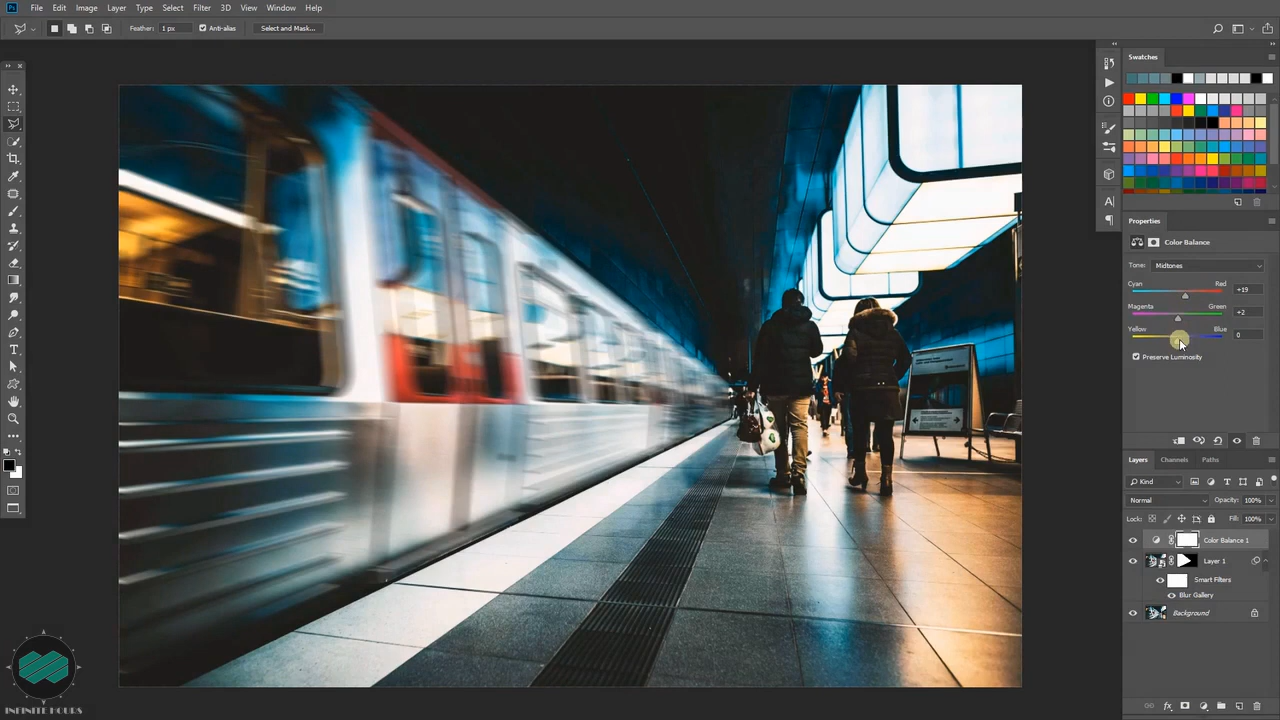 Ps File Edit Image Layer Type Select Filter 3D View Window Help
Feather: 1 px Anti-alias Select and Mask...
Swatches
Properties
Color Balance
Tone: Midtones
Cyan Red +19
Magenta Green +2
Yellow Blue 0
Preserve Luminosity
Layers Channels Paths
Kind
Normal Opacity: 100%
Lock: Fill: 100%
Color Balance 1
Layer 1
Smart Filters
Blur Gallery
Background
INFINITE HOURS